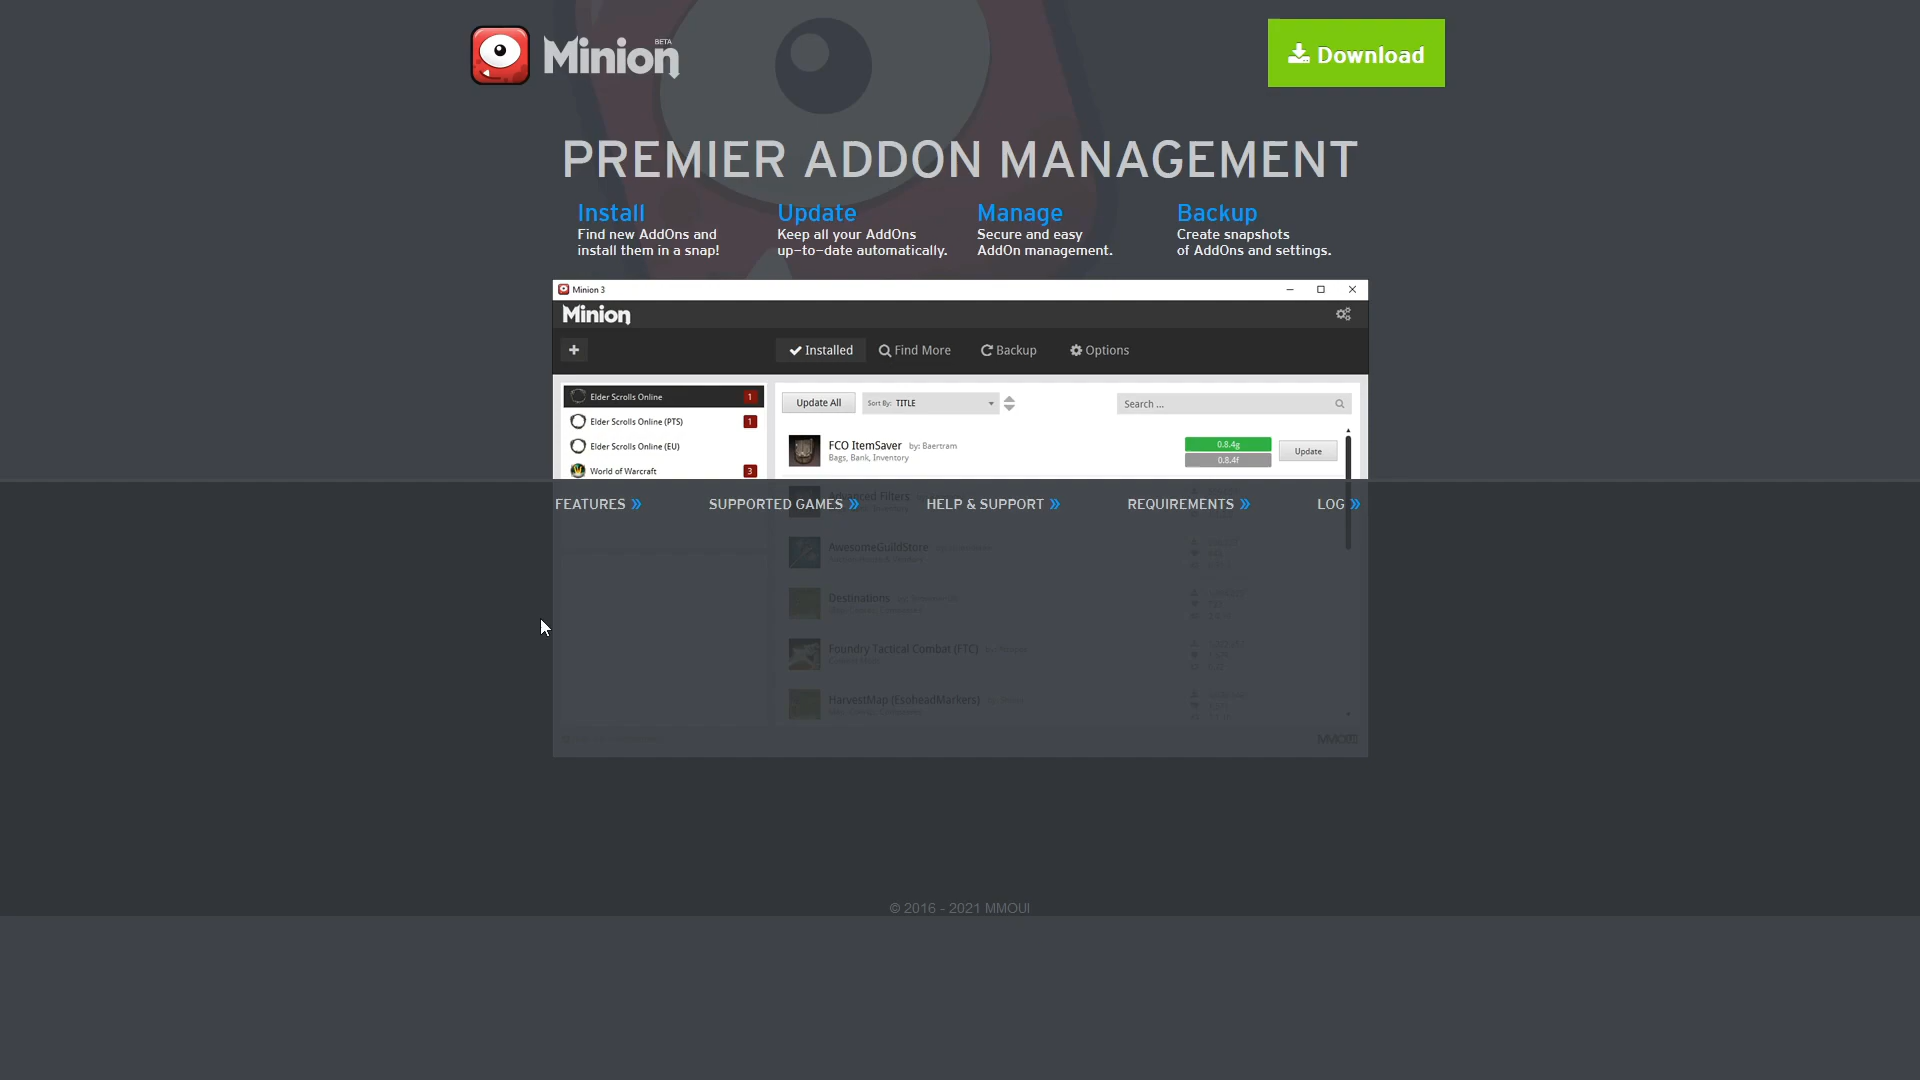 Minion BETA
Download
PREMIER ADDON MANAGEMENT
Install
Find new AddOns and
install them in a snap!
Update
Keep all your AddOns
up-to-date automatically.
Manage
Secure and easy
AddOn management.
Backup
Create snapshots
of AddOns and settings.
Minion 3
Minion
Installed
Find More
Backup
Options
Elder Scrolls Online 1
Elder Scrolls Online (PTS) 1
Elder Scrolls Online (EU)
World of Warcraft 3
Update All
Sort By: TITLE
Search ...
FCO ItemSaver by: Baertram
Bags, Bank, Inventory
0.8.4g
0.8.4f
Update
Advanced Filters
FEATURES »
SUPPORTED GAMES »
HELP & SUPPORT »
REQUIREMENTS »
LOG »
AwesomeGuildStore
Destinations
Foundry Tactical Combat (FTC)
HarvestMap (EsoheadMarkers)
MMOUI
© 2016 - 2021 MMOUI